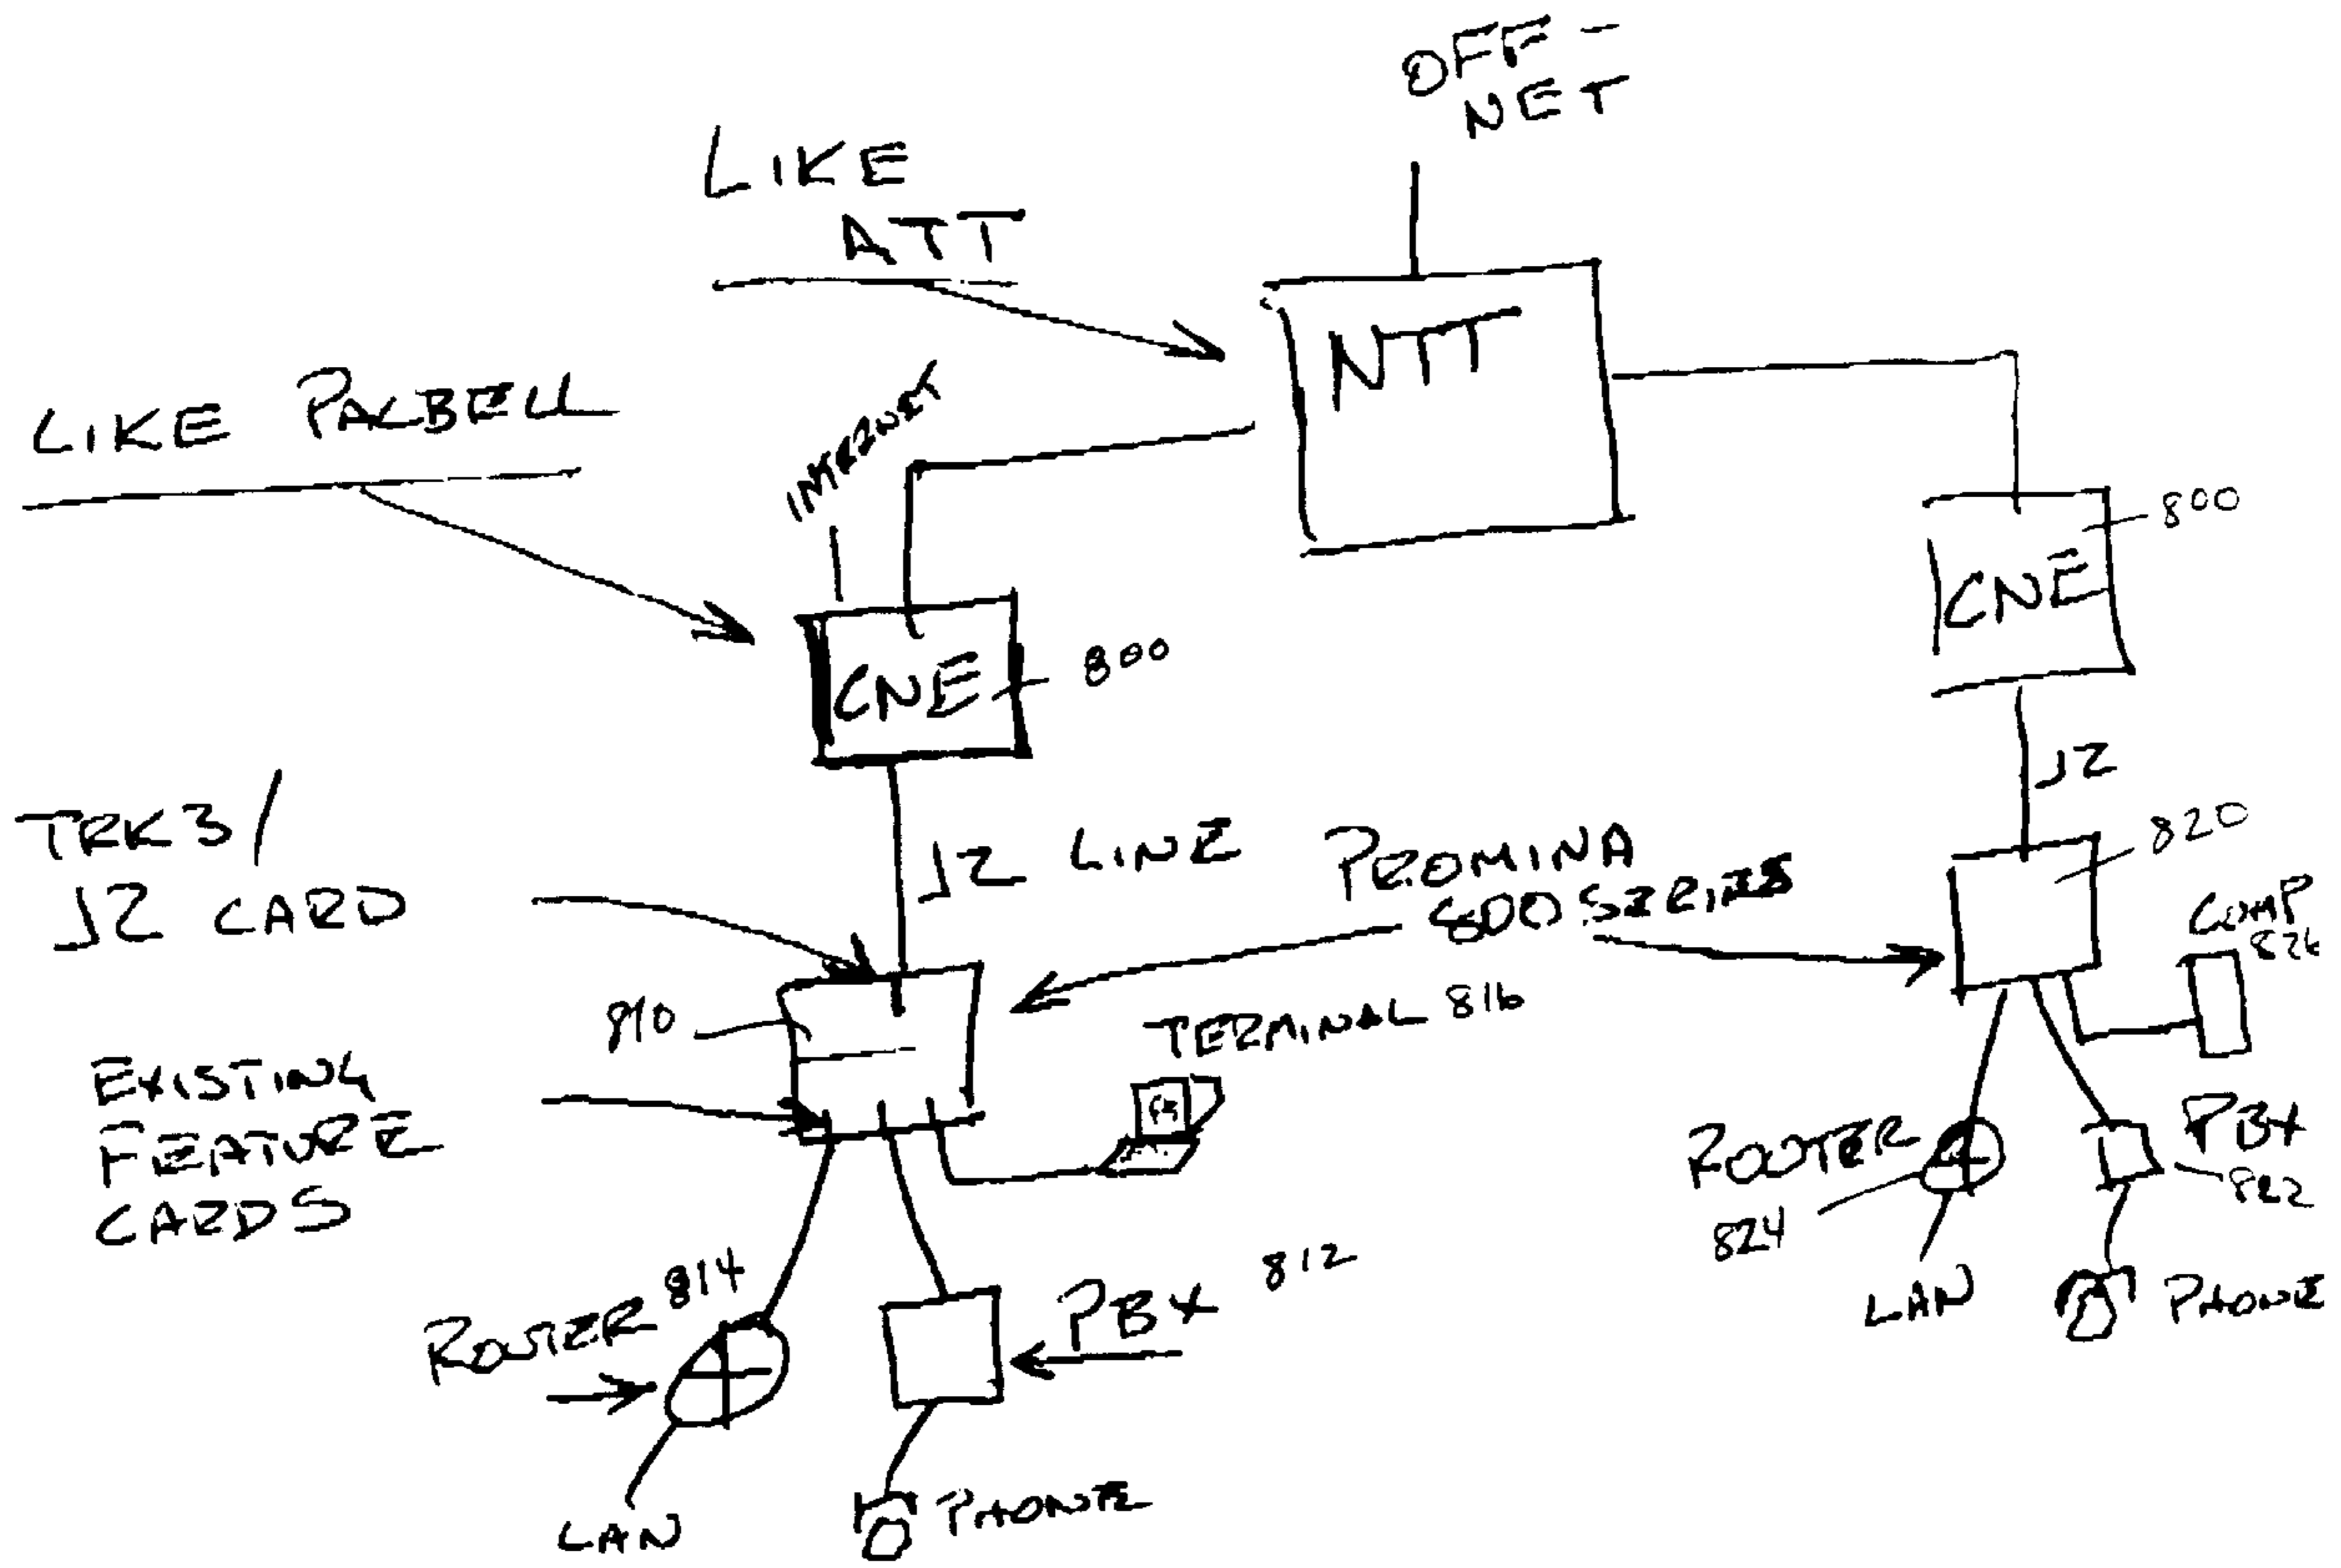 OFF-
NET
LIKE
ATT
NTT
LIKE PACBELL
INTERNET
800
CNE
CNE
800
J2
TRK3/
J2 CARD
J2 LINE
PROMINA
800 SERIES
820
COMP
826
810
TERMINAL 816
EXISTING
FEATURE
CARDS
ROUTER
824
PBX
822
ROUTER 814
PBX 812
LAN
PHONE
LAN
PHONE